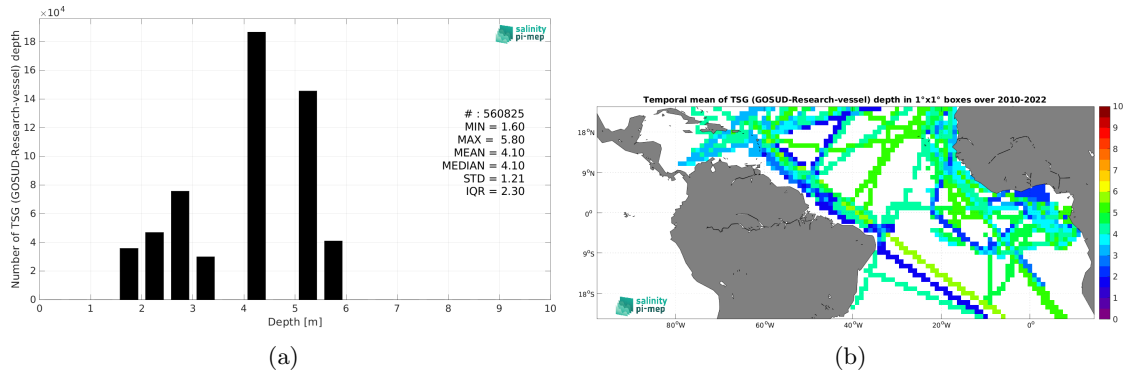 ×10⁴
18
16
14
12
10
8
6
4
2
0
Number of TSG (GOSUD-Research-vessel) depth
salinity
pi-mep
# : 560825
MIN = 1.60
MAX = 5.80
MEAN = 4.10
MEDIAN = 4.10
STD = 1.21
IQR = 2.30
0 1 2 3 4 5 6 7 8 9 10
Depth [m]
(a)
Temporal mean of TSG (GOSUD-Research-vessel) depth in 1°x1° boxes over 2010-2022
18°N
9°N
0°
9°S
18°S
80°W 60°W 40°W 20°W 0°
salinity
pi-mep
10
9
8
7
6
5
4
3
2
1
0
(b)